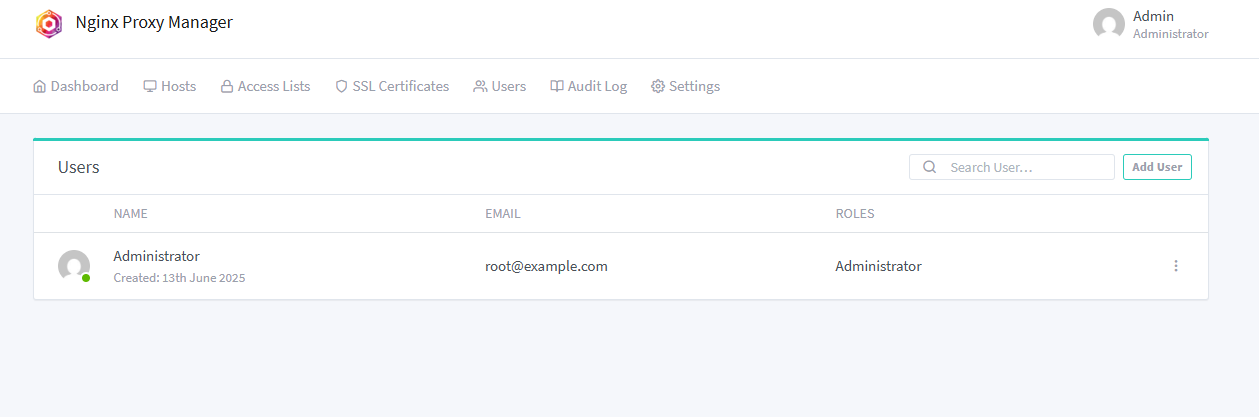 Nginx Proxy Manager
Admin
Administrator
Dashboard Hosts Access Lists SSL Certificates Users Audit Log Settings
Users
Search User...
Add User
NAME EMAIL ROLES
Administrator
Created: 13th June 2025
root@example.com
Administrator